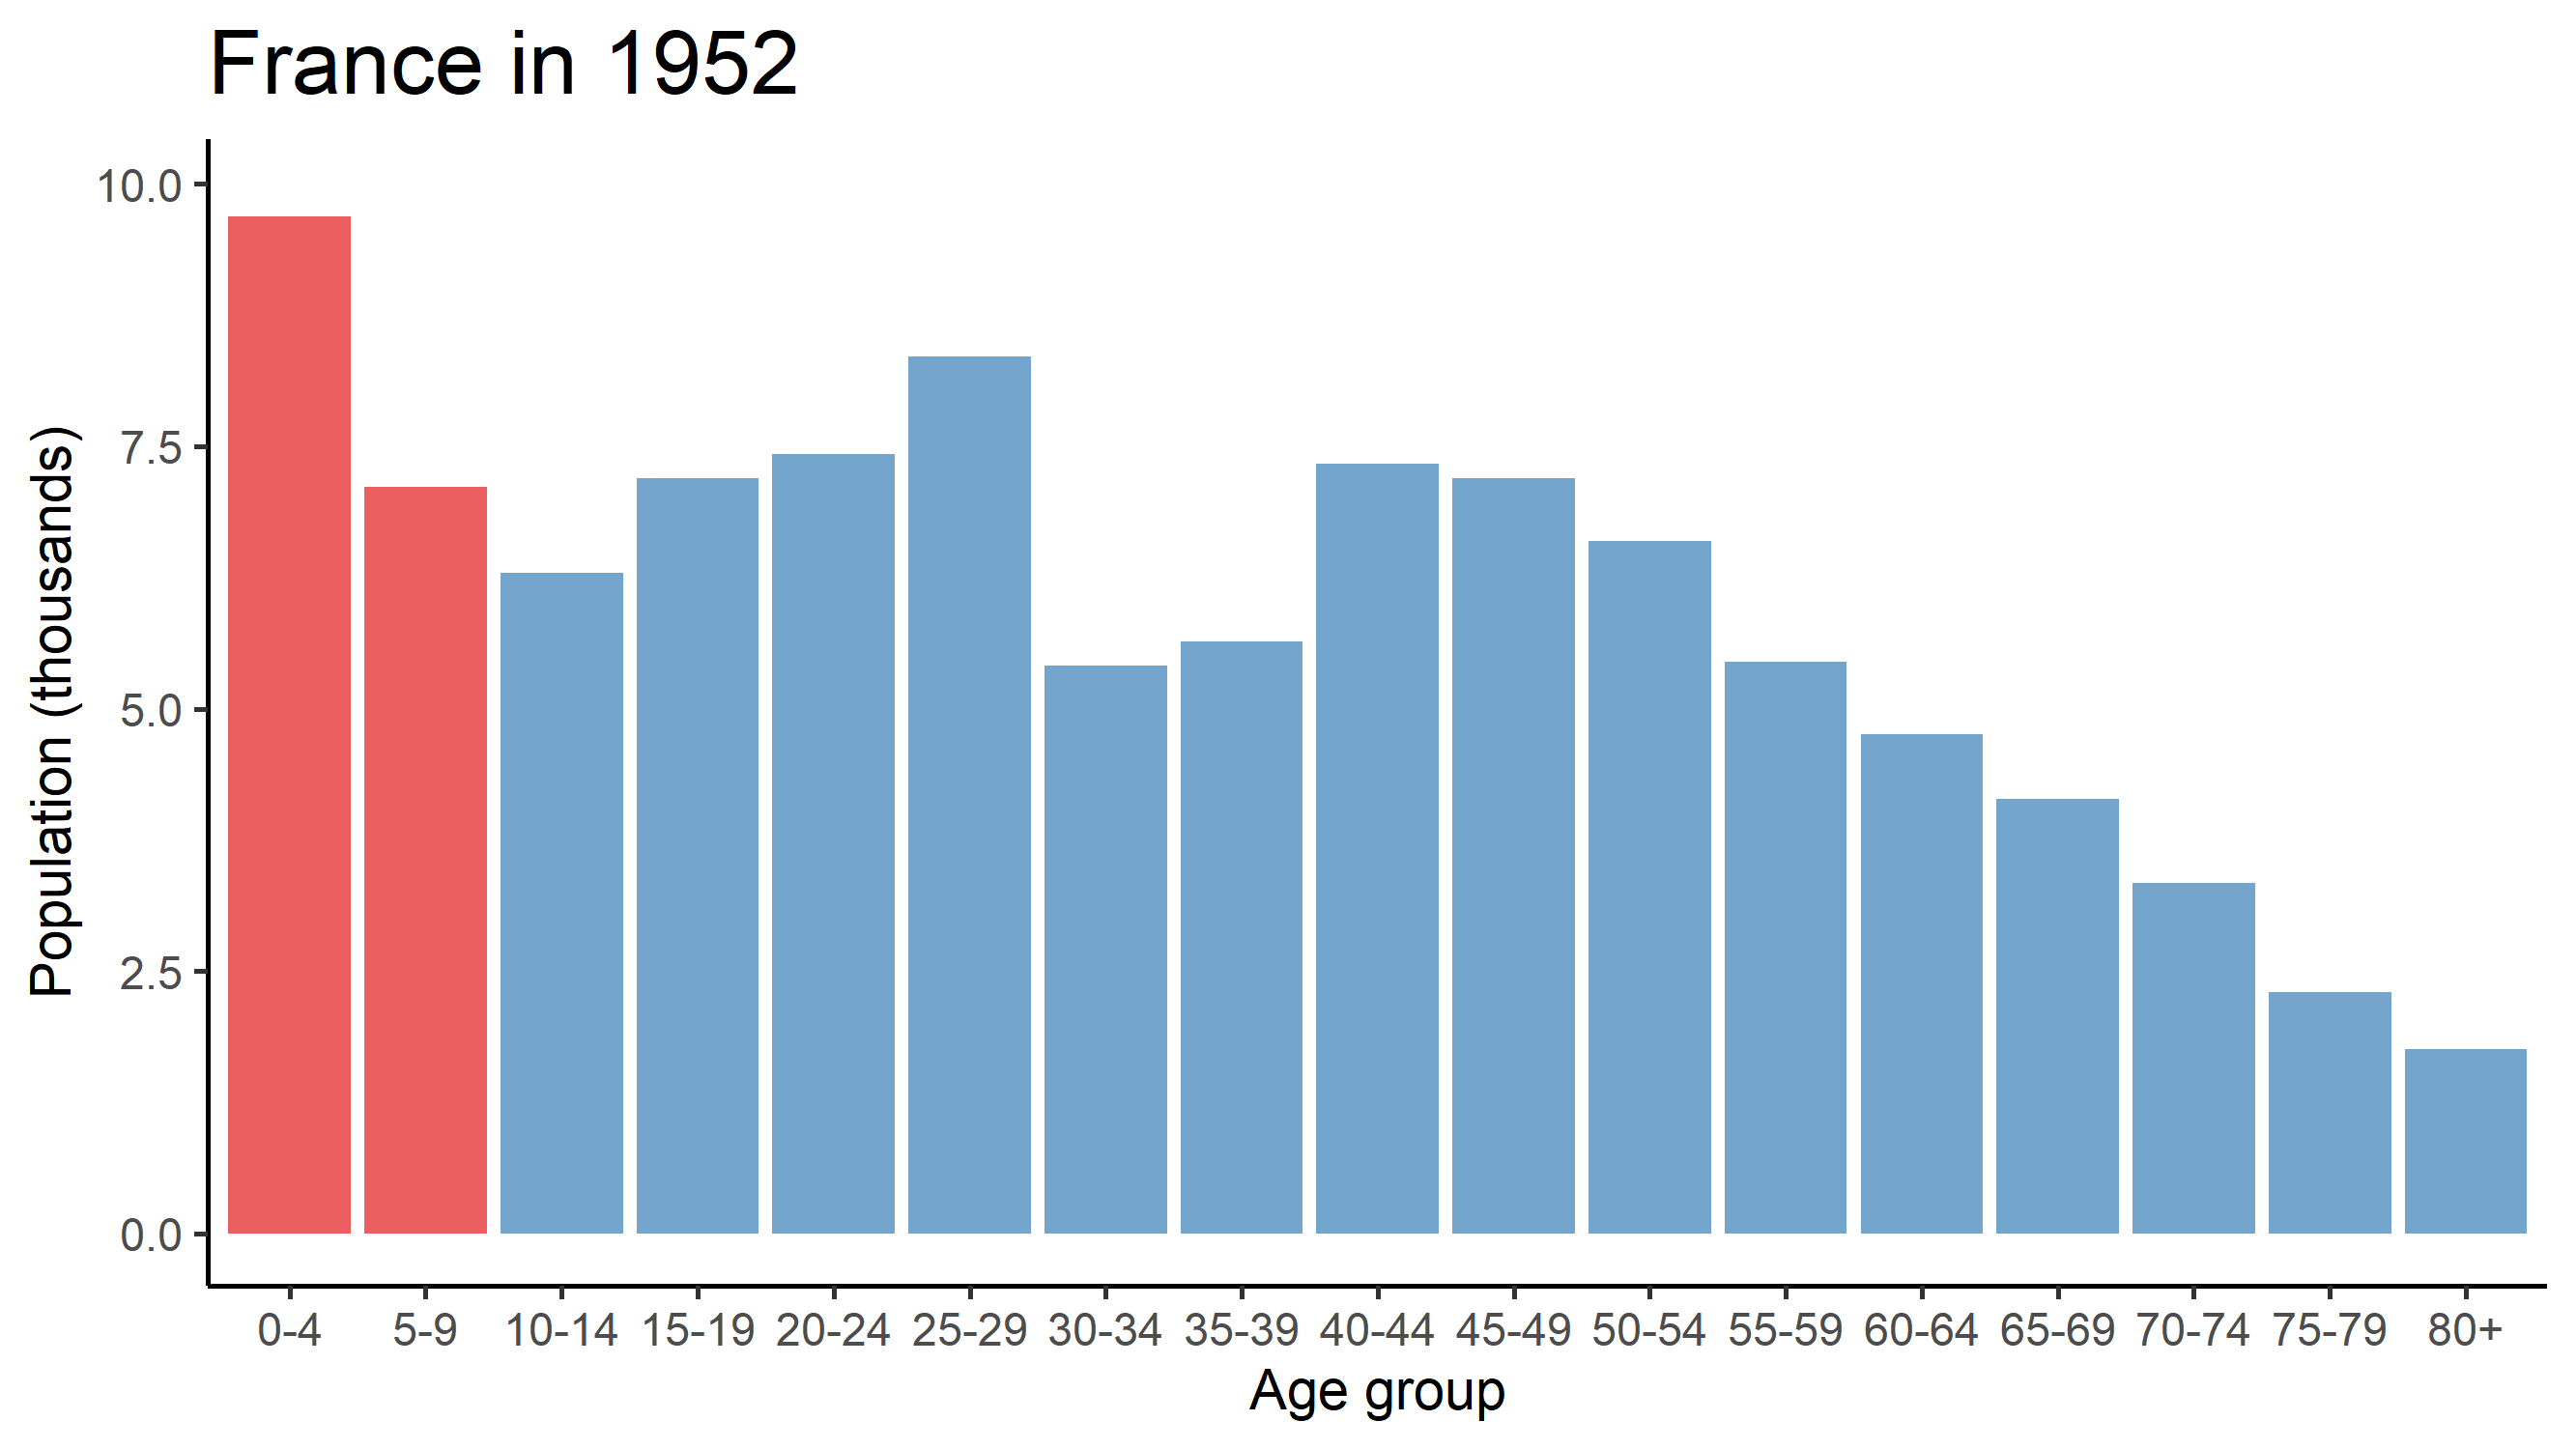 France in 1952
Population (thousands)
10.0
7.5
5.0
2.5
0.0
0-4 5-9 10-14 15-19 20-24 25-29 30-34 35-39 40-44 45-49 50-54 55-59 60-64 65-69 70-74 75-79 80+
Age group